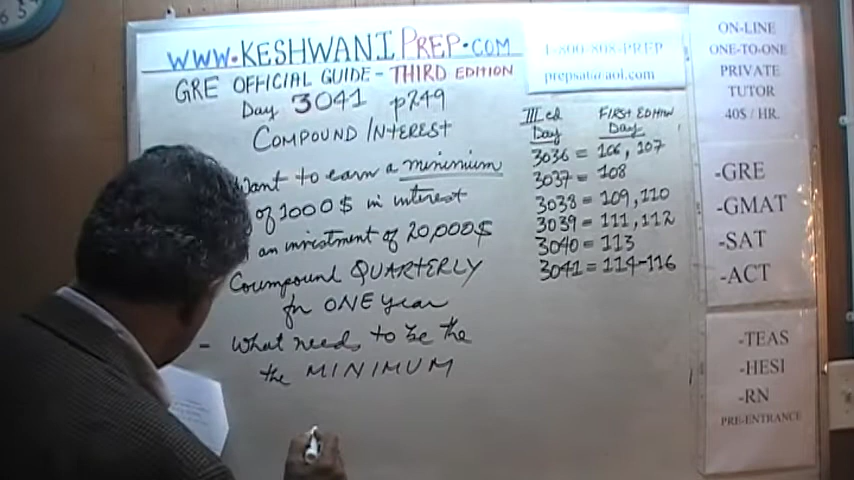 WWW.KESHWANIPREP.COM
GRE OFFICIAL GUIDE - THIRD EDITION
Day 3041 p249
COMPOUND INTEREST
Want to earn a minimium
of 1000$ in interest
an investment of 20,000$
Coumpound QUARTERLY
for ONE year
- What needs to be the
the MINIMUM
1-800-808-PREP
prepsat@aol.com
III ed FIRST EDITION
Day Day
3036 = 106, 107
3037 = 108
3038 = 109, 110
3039 = 111, 112
3040 = 113
3041 = 114-116
ON-LINE
ONE-TO-ONE
PRIVATE
TUTOR
40$ / HR.
-GRE
-GMAT
-SAT
-ACT
-TEAS
-HESI
-RN
PRE-ENTRANCE